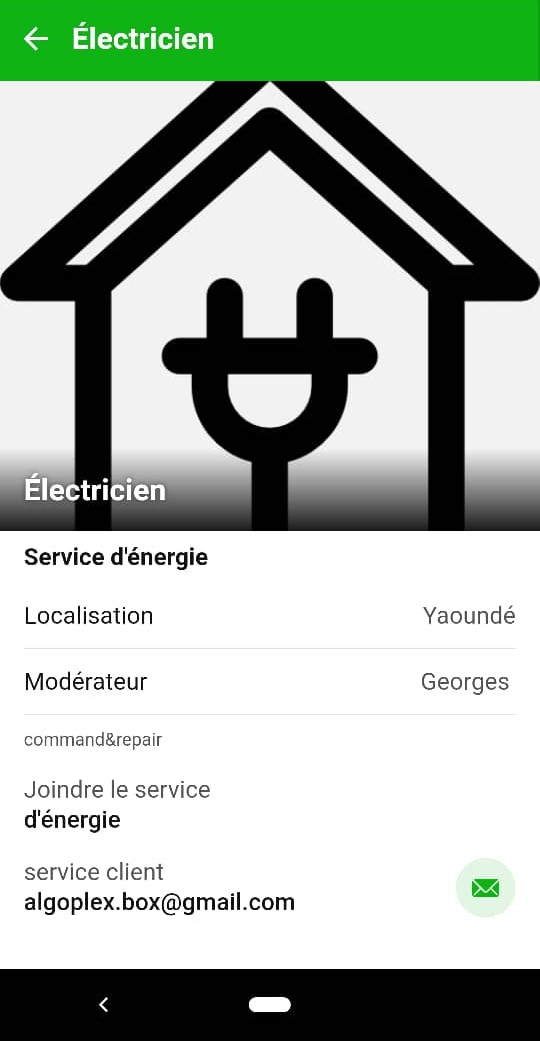 Électricien
Électricien
Service d'énergie
Localisation Yaoundé
Modérateur Georges
command&repair
Joindre le service
d'énergie
service client
algoplex.box@gmail.com